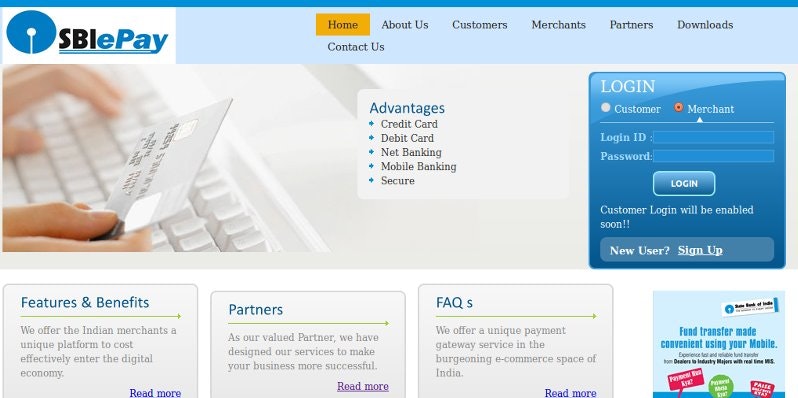 SBIePay
Home
About Us
Customers
Merchants
Partners
Downloads
Contact Us
Advantages
Credit Card
Debit Card
Net Banking
Mobile Banking
Secure
LOGIN
Customer
Merchant
Login ID :
Password:
LOGIN
Customer Login will be enabled
soon!!
New User? Sign Up
Features & Benefits
We offer the Indian merchants a
unique platform to cost
effectively enter the digital
economy.
Read more
Partners
As our valued Partner, we have
designed our services to make
your business more successful.
Read more
FAQ s
We offer a unique payment
gateway service in the
burgeoning e-commerce space of
India.
Read more
State Bank of India
Fund transfer made
convenient using your Mobile.
Experience fast and reliable fund transfer
from Dealers to Industry Majors with real time MIS.